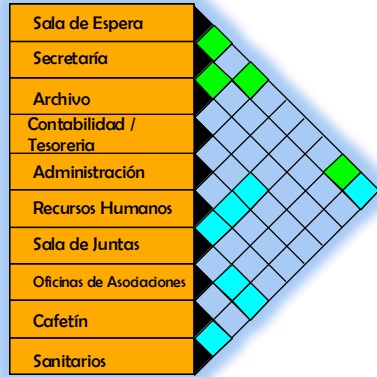 Sala de Espera
Secretaría
Archivo
Contabilidad /
Tesoreria
Administración
Recursos Humanos
Sala de Juntas
Oficinas de Asociaciones
Cafetín
Sanitarios